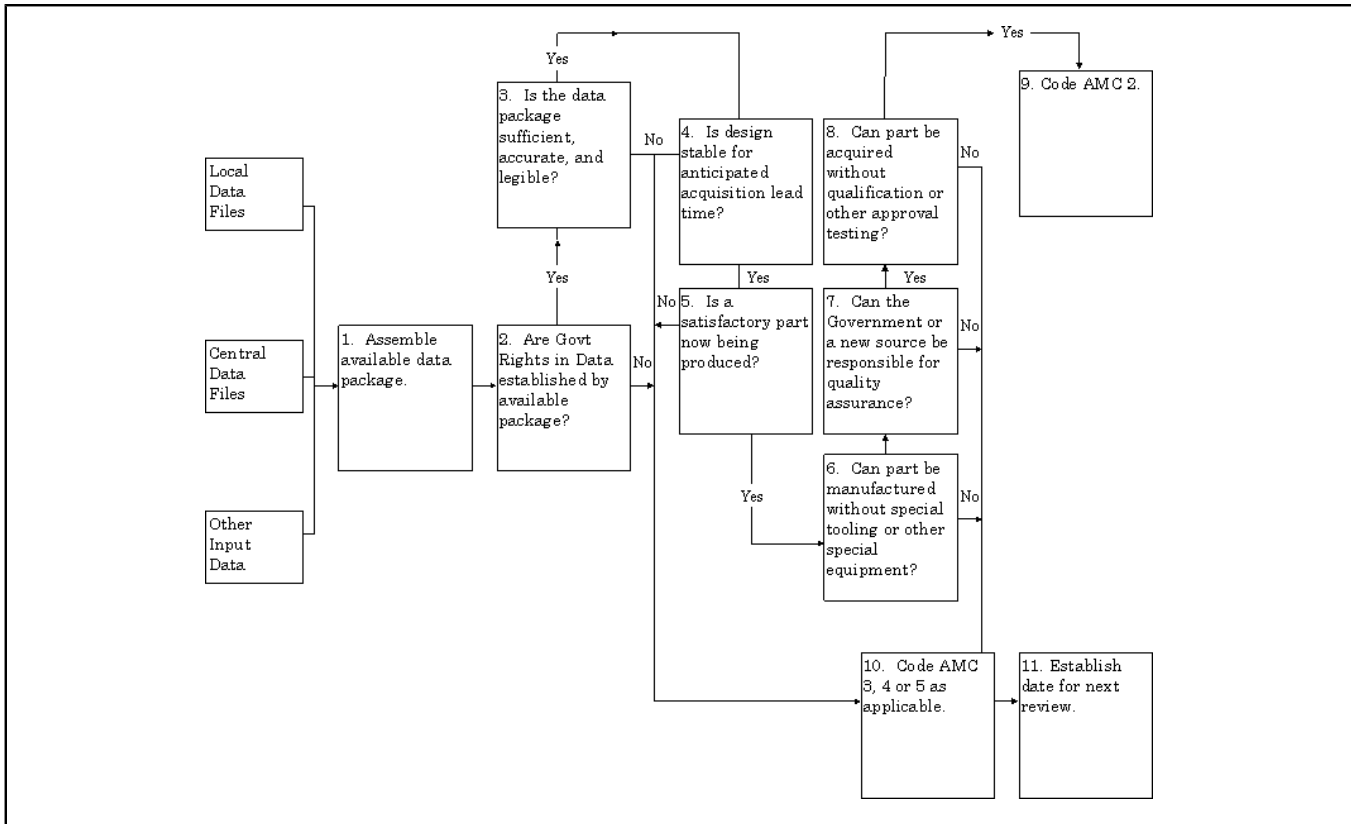 Local
Data
Files
Central
Data
Files
Other
Input
Data
1. Assemble
available data
package.
2. Are Govt
Rights in Data
established by
available
package?
No
Yes
3. Is the data
package
sufficient,
accurate, and
legible?
Yes
No
4. Is design
stable for
anticipated
acquisition lead
time?
Yes
No
5. Is a
satisfactory part
now being
produced?
Yes
6. Can part be
manufactured
without special
tooling or other
special
equipment?
No
7. Can the
Government or
a new source be
responsible for
quality
assurance?
No
Yes
8. Can part be
acquired
without
qualification or
other approval
testing?
No
Yes
9. Code AMC 2.
10. Code AMC
3, 4 or 5 as
applicable.
11. Establish
date for next
review.